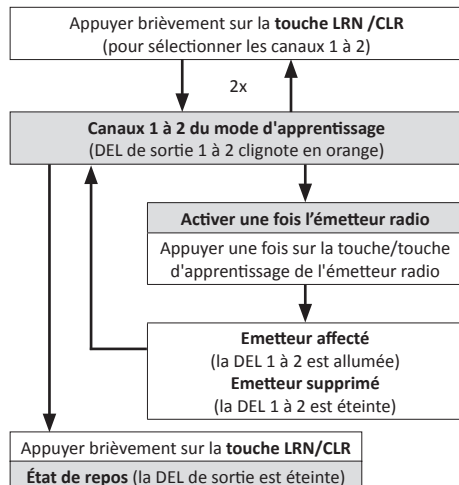 Appuyer brièvement sur la touche LRN /CLR
(pour sélectionner les canaux 1 à 2)
2x
Canaux 1 à 2 du mode d'apprentissage
(DEL de sortie 1 à 2 clignote en orange)
Activer une fois l’émetteur radio
Appuyer une fois sur la touche/touche
d'apprentissage de l'émetteur radio
Emetteur affecté
(la DEL 1 à 2 est allumée)
Emetteur supprimé
(la DEL 1 à 2 est éteinte)
Appuyer brièvement sur la touche LRN/CLR
État de repos (la DEL de sortie est éteinte)